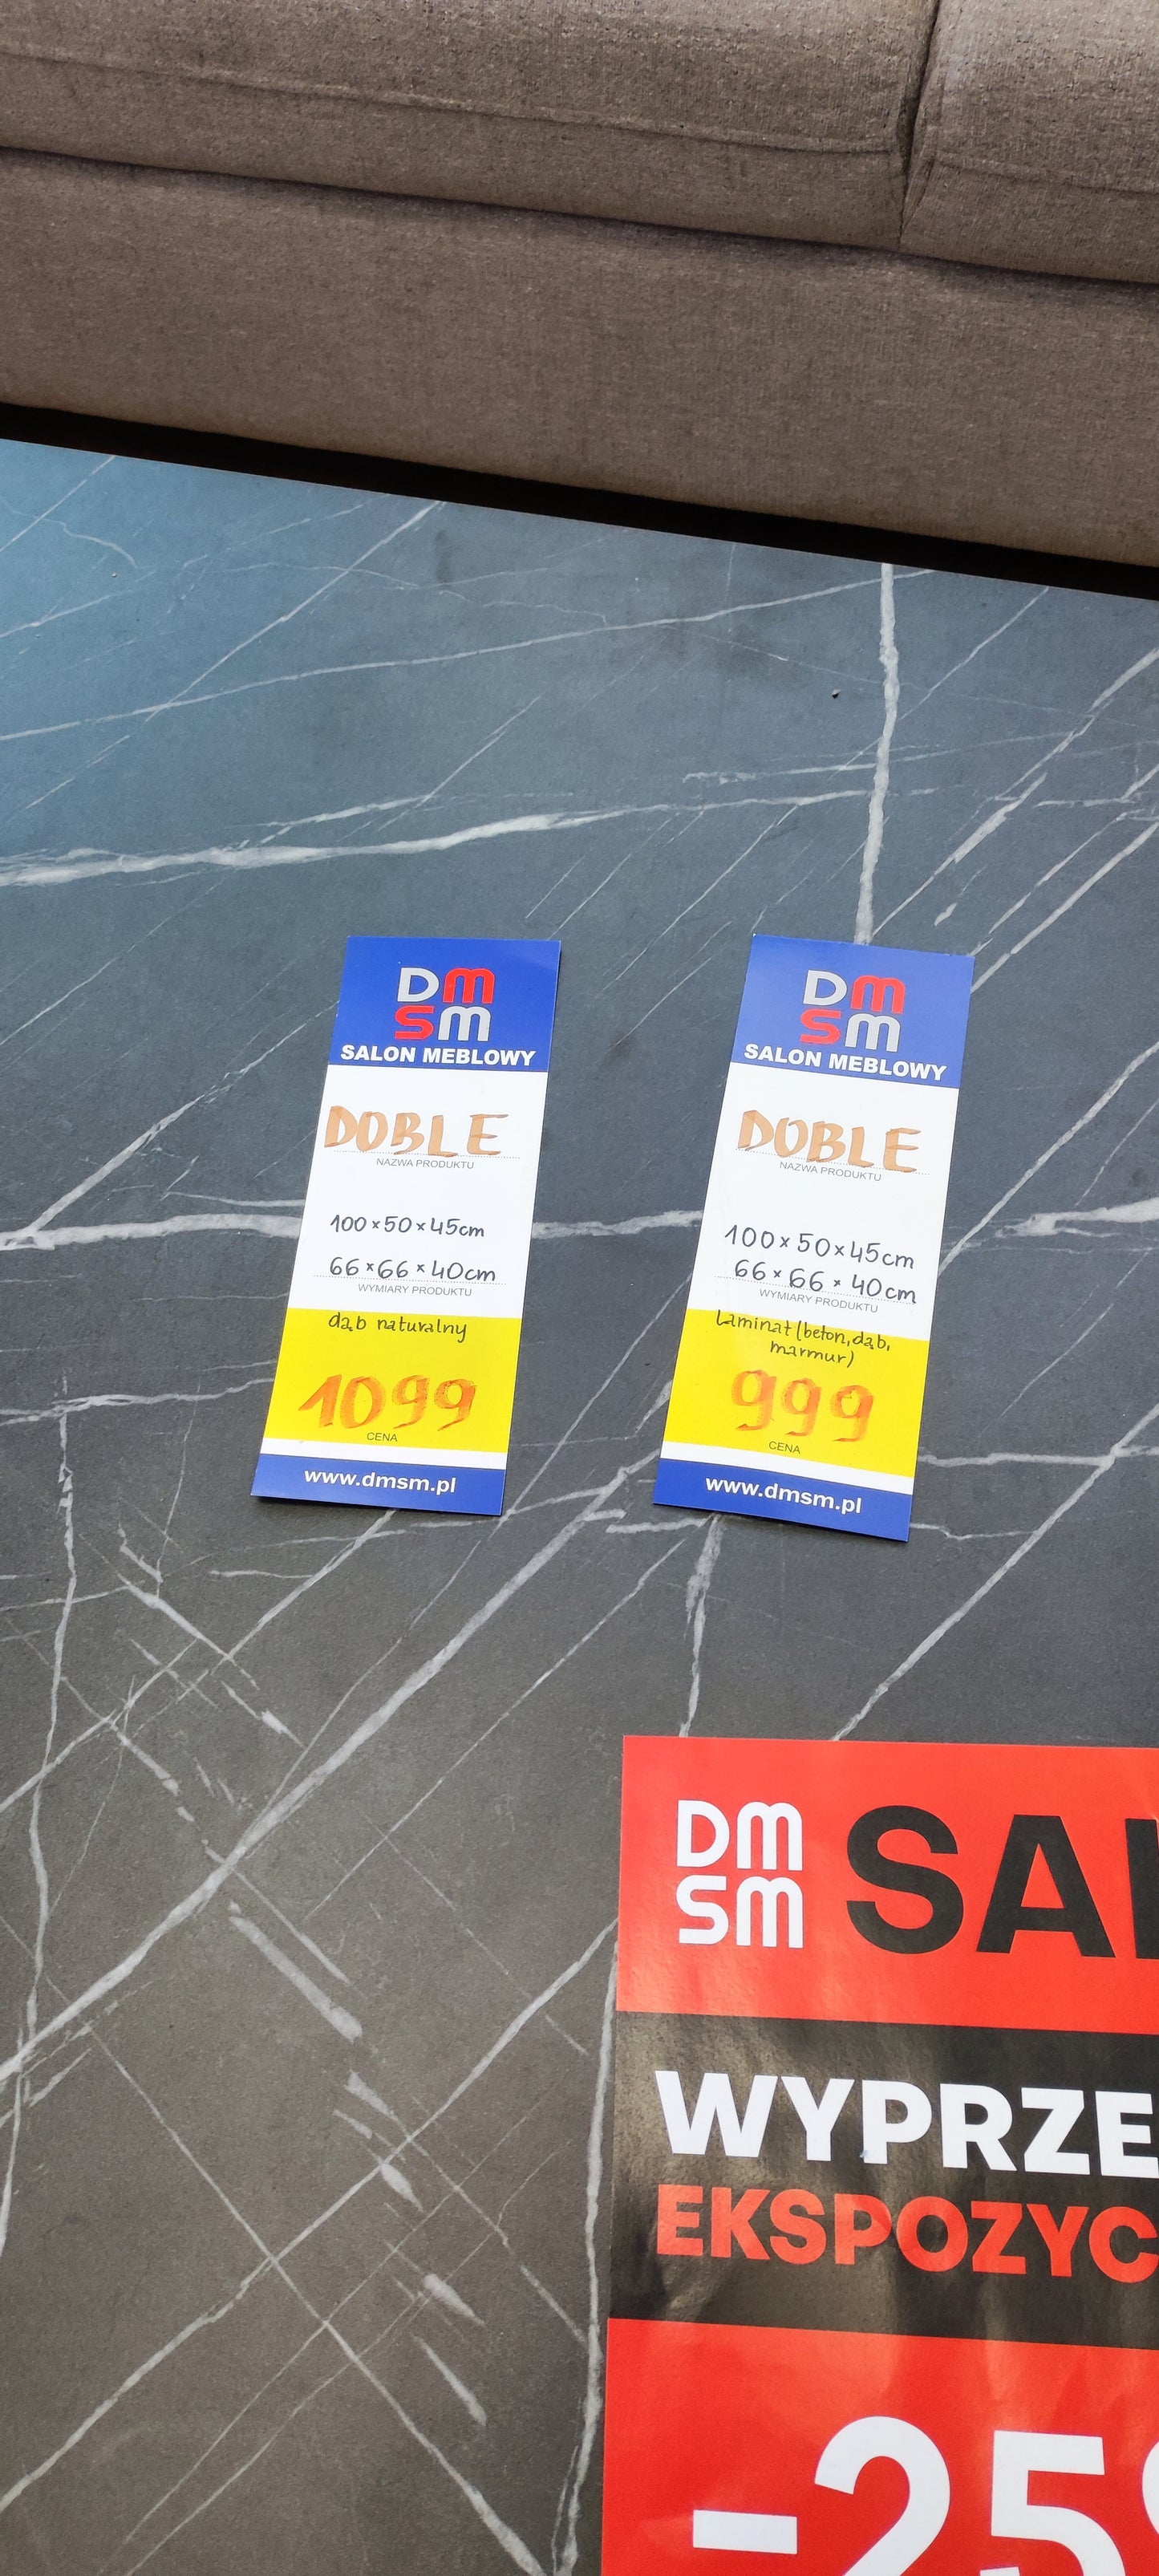 DM
SM
SALON MEBLOWY
DOBLE
NAZWA PRODUKTU
100×50×45cm
66×66×40cm
WYMIARY PRODUKTU
dąb naturalny
1099
CENA
www.dmsm.pl
DM
SM
SALON MEBLOWY
DOBLE
NAZWA PRODUKTU
100×50×45cm
66×66×40cm
WYMIARY PRODUKTU
Laminat (beton, dąb,
marmur)
999
CENA
www.dmsm.pl
DM
SM
SA
WYPRZE
EKSPOZYC
-25